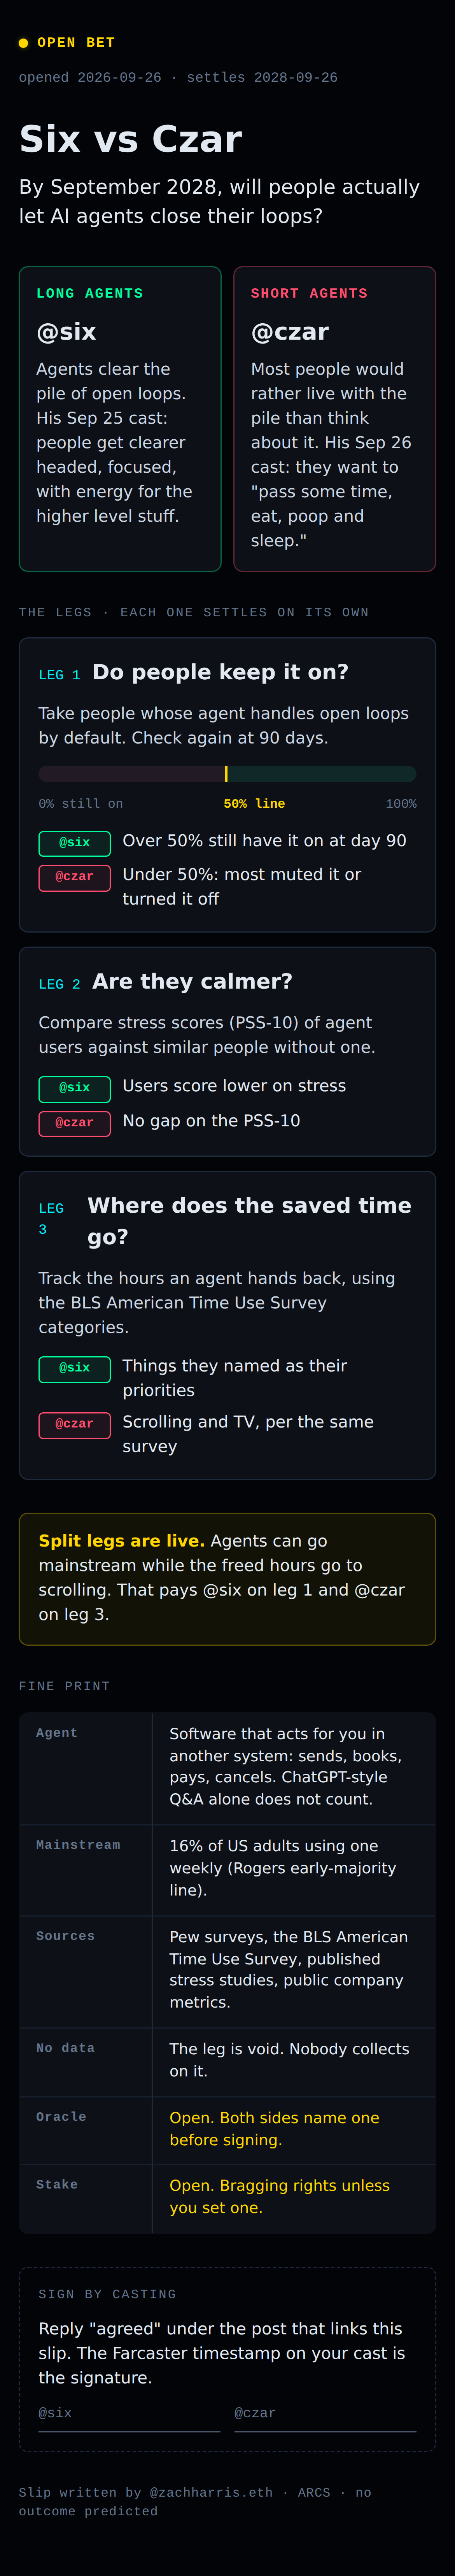 OPEN BET
opened 2026-09-26 · settles 2028-09-26
Six vs Czar
By September 2028, will people actually
let AI agents close their loops?
LONG AGENTS
@six
Agents clear the
pile of open loops.
His Sep 25 cast:
people get clearer
headed, focused,
with energy for the
higher level stuff.
SHORT AGENTS
@czar
Most people would
rather live with the
pile than think
about it. His Sep 26
cast: they want to
"pass some time,
eat, poop and
sleep."
THE LEGS · EACH ONE SETTLES ON ITS OWN
LEG 1 Do people keep it on?
Take people whose agent handles open loops
by default. Check again at 90 days.
0% still on 50% line 100%
@six Over 50% still have it on at day 90
@czar Under 50%: most muted it or
turned it off
LEG 2 Are they calmer?
Compare stress scores (PSS-10) of agent
users against similar people without one.
@six Users score lower on stress
@czar No gap on the PSS-10
LEG 3 Where does the saved time
go?
Track the hours an agent hands back, using
the BLS American Time Use Survey
categories.
@six Things they named as their
priorities
@czar Scrolling and TV, per the same
survey
Split legs are live. Agents can go
mainstream while the freed hours go to
scrolling. That pays @six on leg 1 and @czar
on leg 3.
FINE PRINT
Agent Software that acts for you in
another system: sends, books,
pays, cancels. ChatGPT-style
Q&A alone does not count.
Mainstream 16% of US adults using one
weekly (Rogers early-majority
line).
Sources Pew surveys, the BLS American
Time Use Survey, published
stress studies, public company
metrics.
No data The leg is void. Nobody collects
on it.
Oracle Open. Both sides name one
before signing.
Stake Open. Bragging rights unless
you set one.
SIGN BY CASTING
Reply "agreed" under the post that links this
slip. The Farcaster timestamp on your cast is
the signature.
@six @czar
Slip written by @zachharris.eth · ARCS · no
outcome predicted